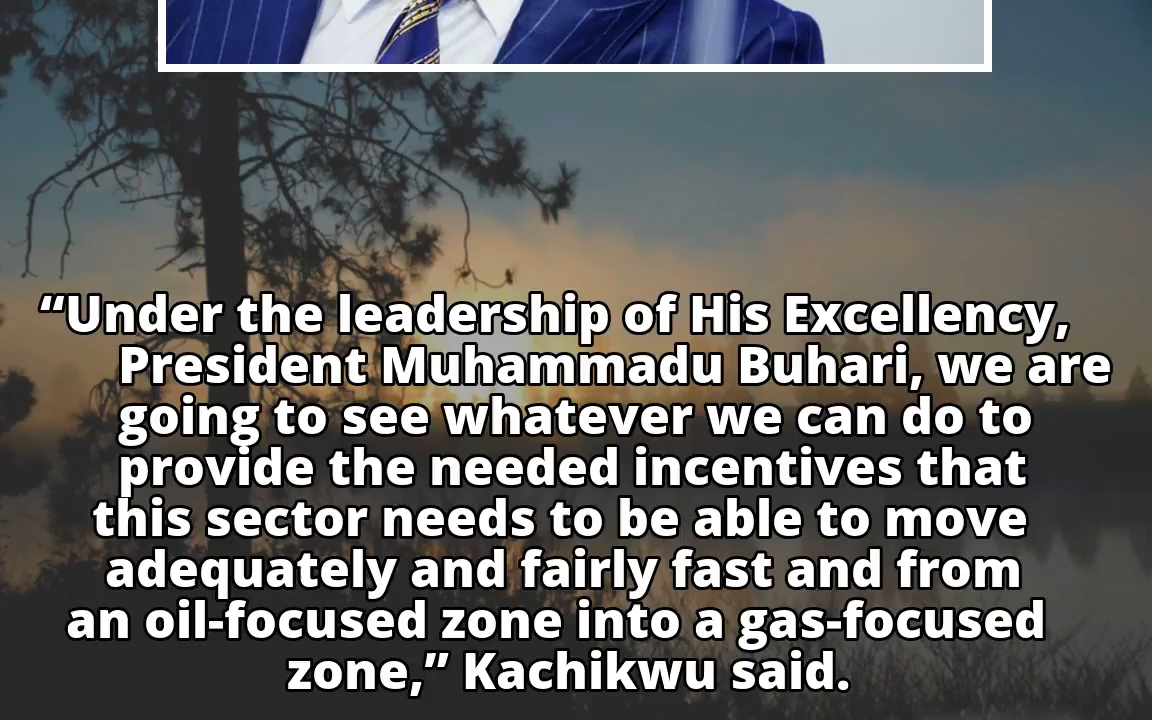 “Under the leadership of His Excellency,
President Muhammadu Buhari, we are
going to see whatever we can do to
provide the needed incentives that
this sector needs to be able to move
adequately and fairly fast and from
an oil-focused zone into a gas-focused
zone,” Kachikwu said.